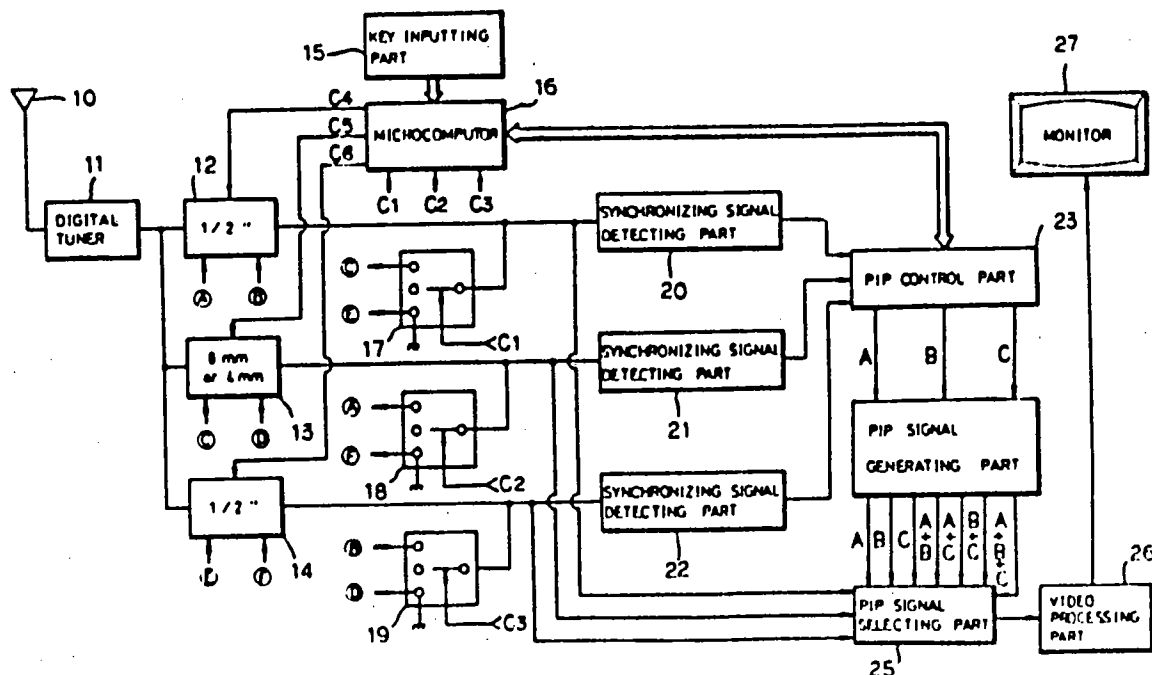 15
KEY INPUTTING
PART
27
10
C4
16
C5
MICROCOMPUTOR
MONITOR
C6
11
12
DIGITAL
TUNER
1/2"
C1
C2
C3
SYNCHRONIZING SIGNAL
DETECTING PART
23
A
B
C
20
PIP CONTROL PART
17
C1
8 mm
or 4mm
SYNCHRONIZING SIGNAL
DETECTING PART
A
B
C
C
D
13
A
21
PIP SIGNAL
GENERATING PART
18
C2
1/2"
SYNCHRONIZING SIGNAL
DETECTING PART
14
B
22
A
B
C
A+B
A+C
B+C
A+B+C
26
D
19
C3
PIP SIGNAL
SELECTING PART
VIDEO
PROCESSING
PART
25